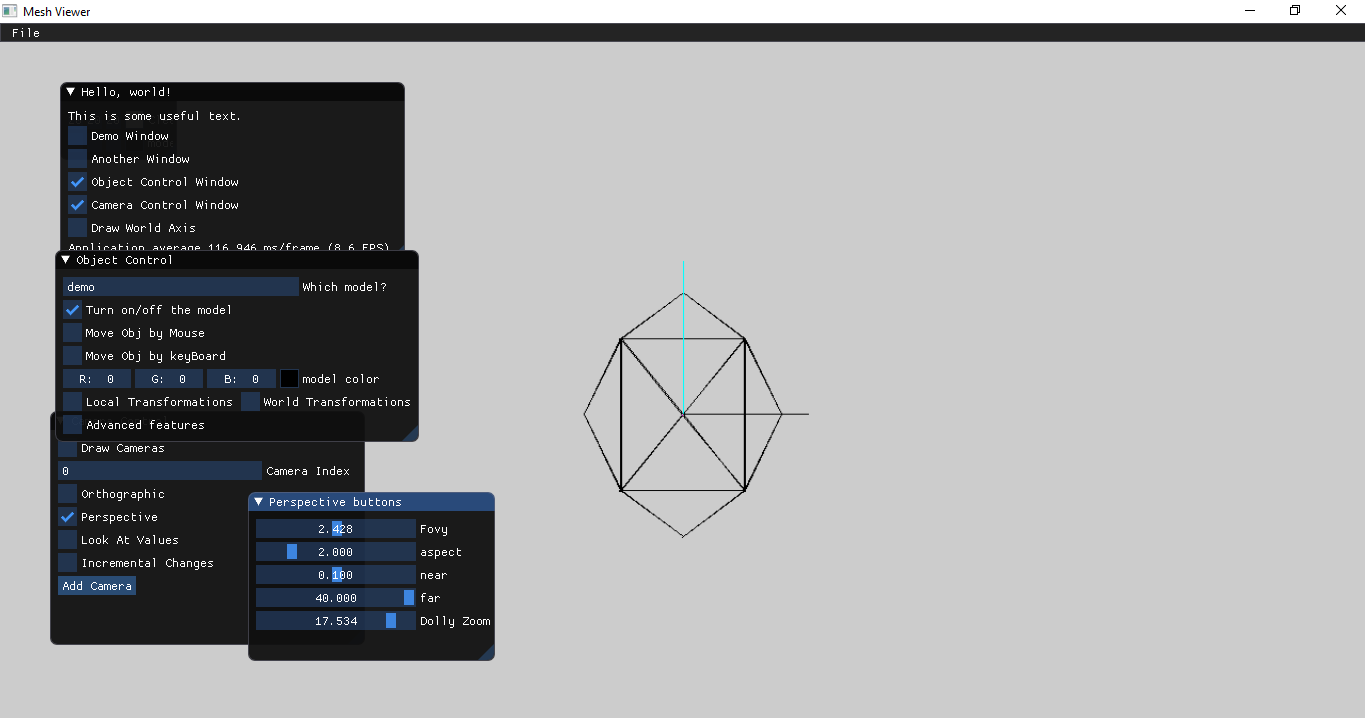 Mesh Viewer
File
Hello, world!
This is some useful text.
Demo Window
Another Window
Object Control Window
Camera Control Window
Draw World Axis
Application average 116.946 ms/frame (8.6 FPS)
Object Control
demo Which model?
Turn on/off the model
Move Obj by Mouse
Move Obj by keyBoard
R: 0 G: 0 B: 0 model color
Local Transformations World Transformations
Advanced features
Draw Cameras
0 Camera Index
Orthographic
Perspective
Look At Values
Incremental Changes
Add Camera
Perspective buttons
2.428 Fovy
2.000 aspect
0.100 near
40.000 far
17.534 Dolly Zoom